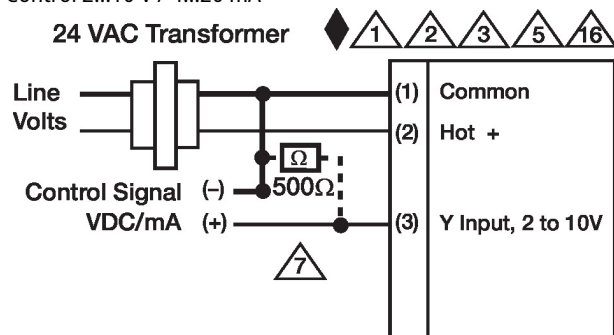 24 VAC Transformer
1 2 3 5 16
Line
Volts
(1) Common
(2) Hot +
Ω
500Ω
Control Signal (-)
VDC/mA (+)
(3) Y Input, 2 to 10V
7